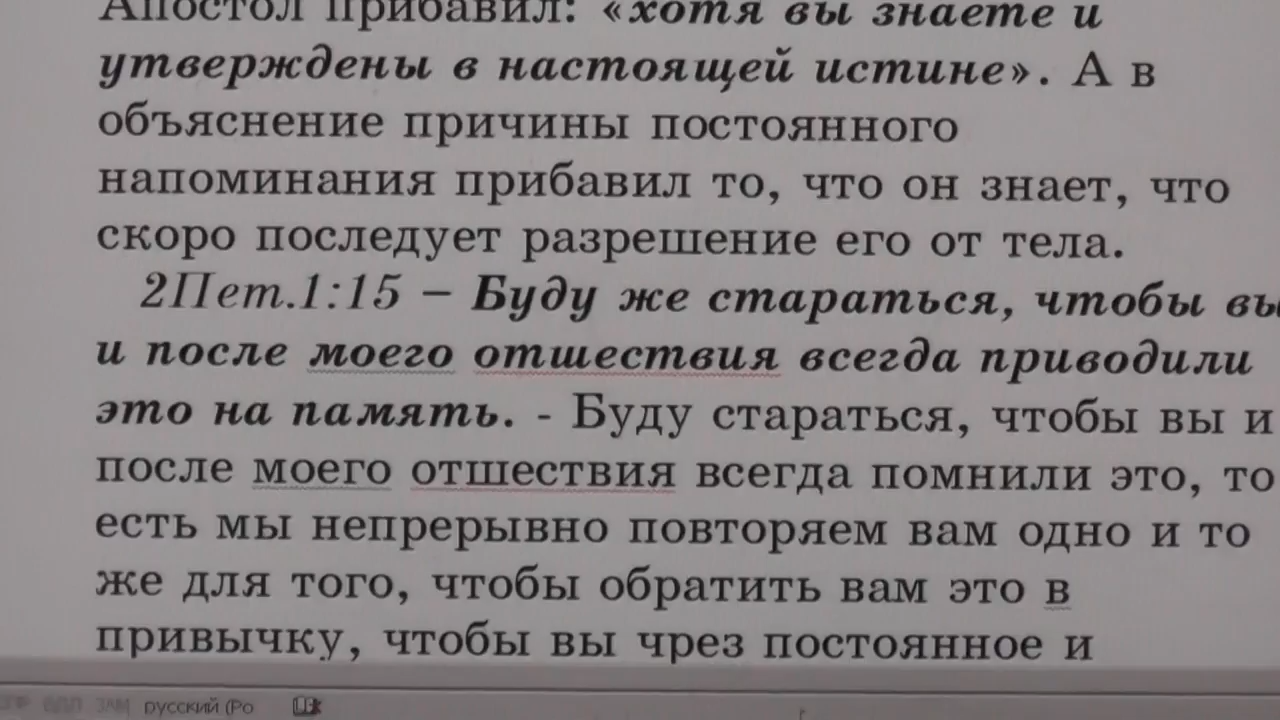 Апостол прибавил: «хотя вы знаете и
утверждены в настоящей истине». А в
объяснение причины постоянного
напоминания прибавил то, что он знает, что
скоро последует разрешение его от тела.
2Пет.1:15 – Буду же стараться, чтобы вы
и после моего отшествия всегда приводили
это на память. - Буду стараться, чтобы вы и
после моего отшествия всегда помнили это, то
есть мы непрерывно повторяем вам одно и то
же для того, чтобы обратить вам это в
привычку, чтобы вы чрез постоянное и
ВДЛ ЗАМ русский (Ро